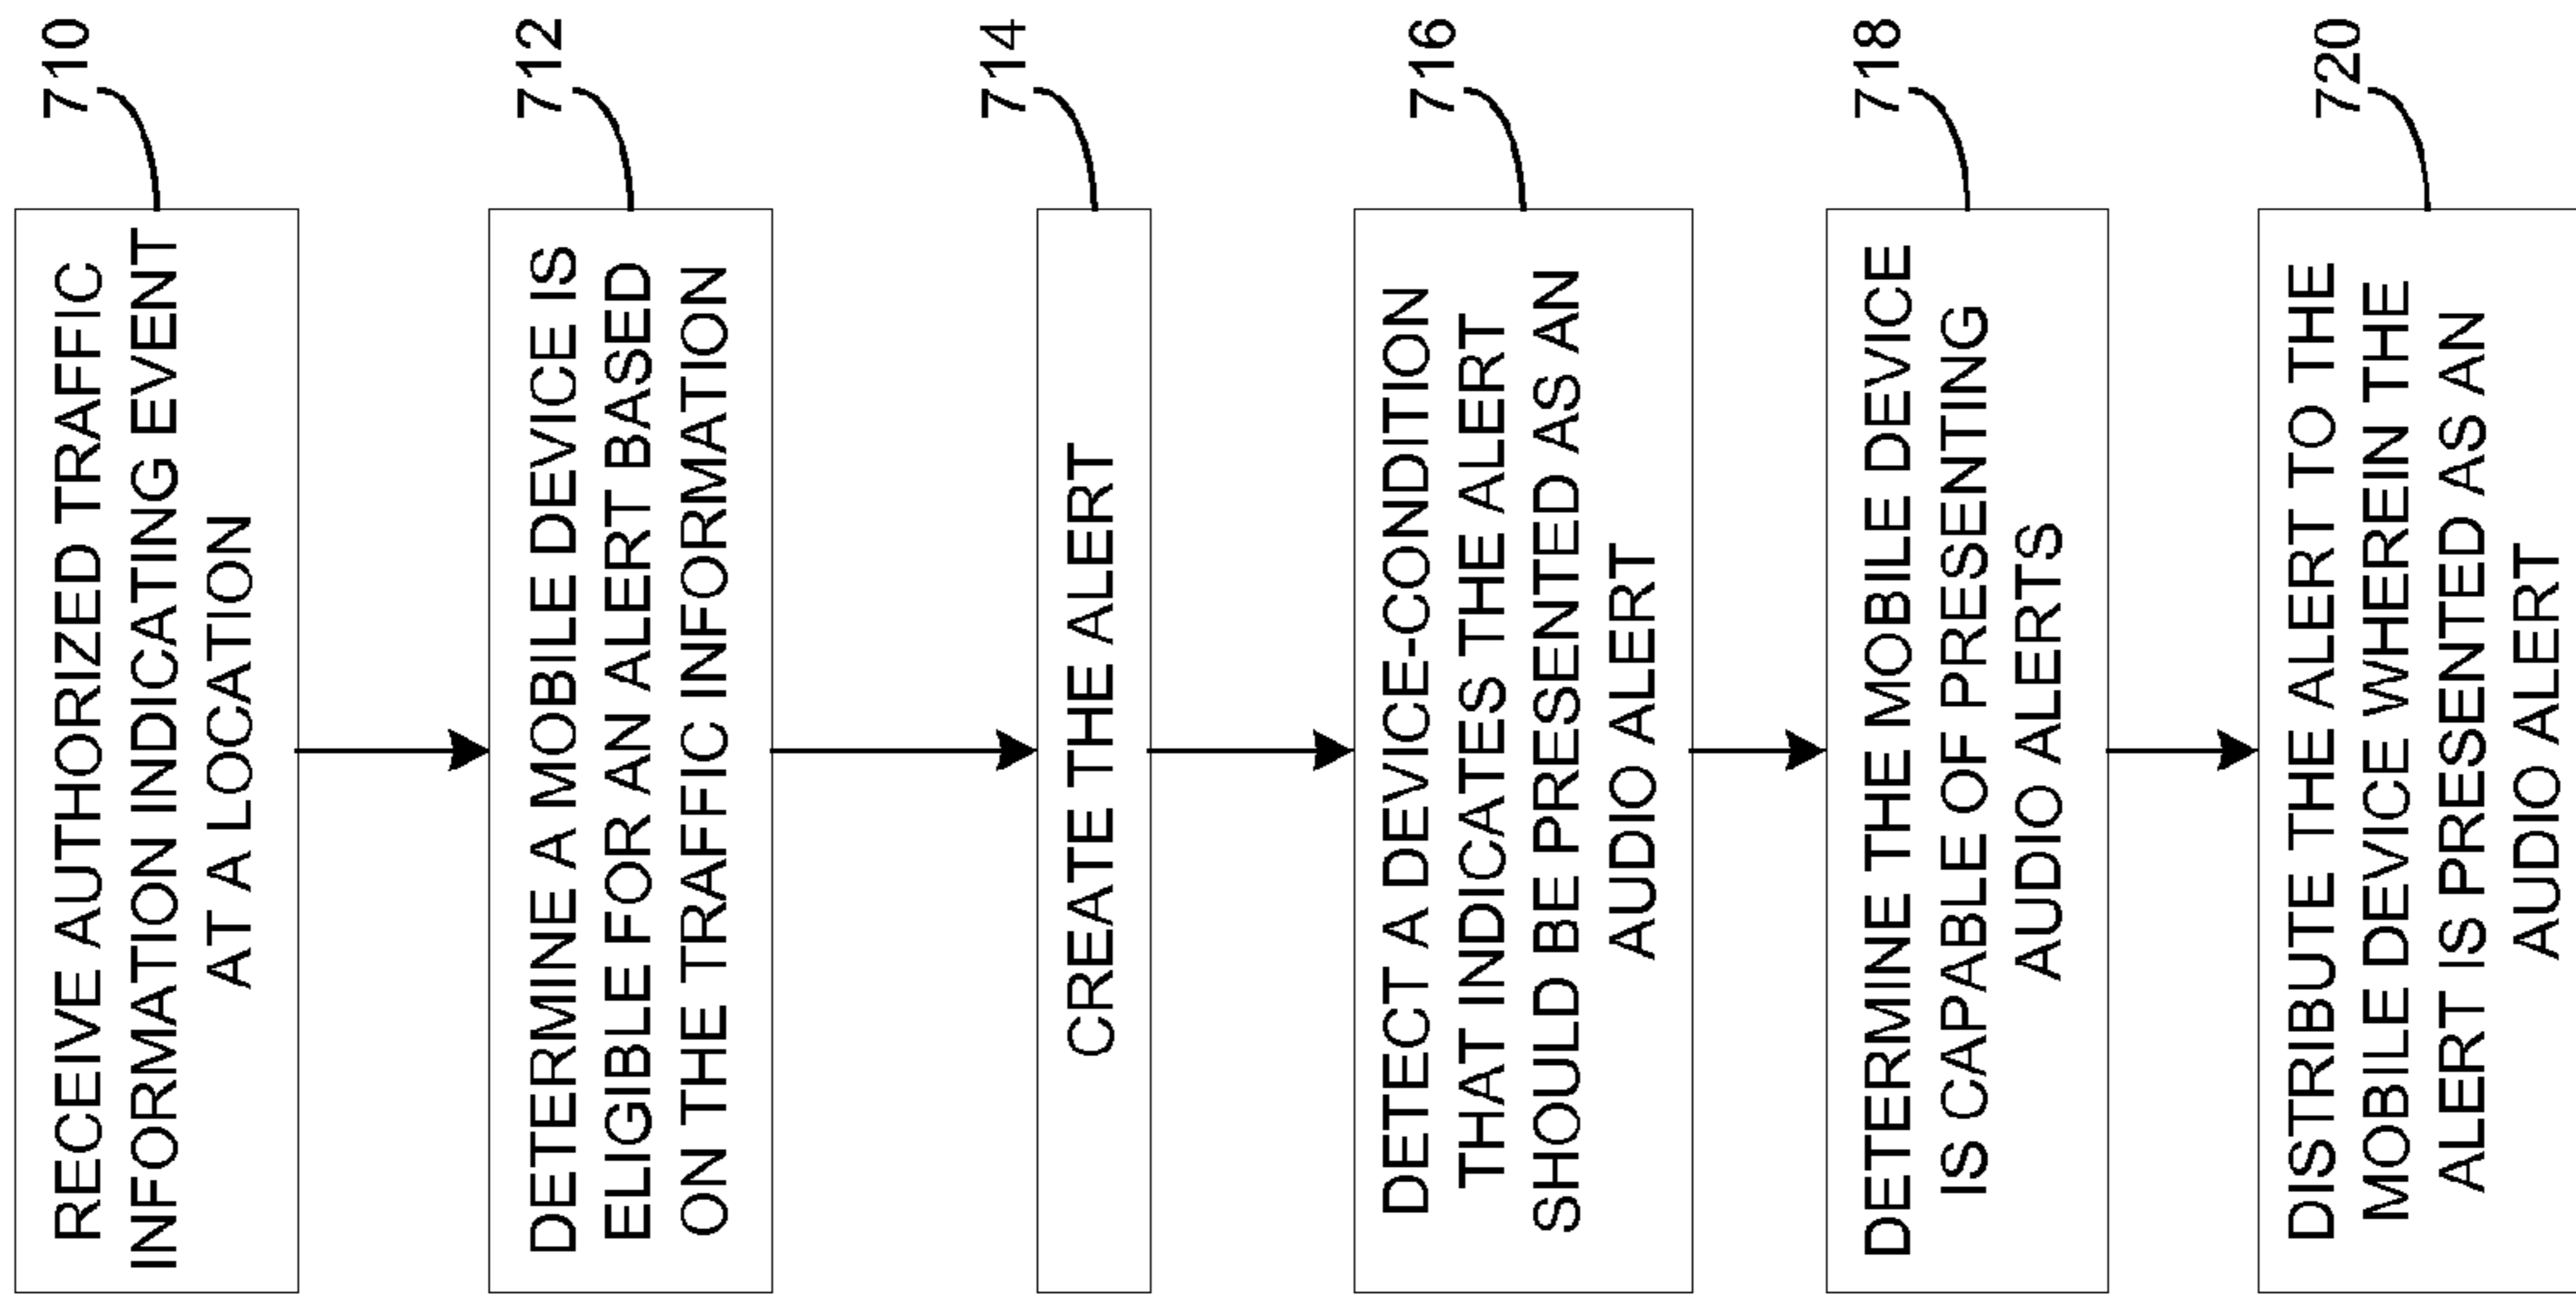 RECEIVE AUTHORIZED TRAFFIC
INFORMATION INDICATING EVENT
AT A LOCATION
710
DETERMINE A MOBILE DEVICE IS
ELIGIBLE FOR AN ALERT BASED
ON THE TRAFFIC INFORMATION
712
CREATE THE ALERT
714
DETECT A DEVICE-CONDITION
THAT INDICATES THE ALERT
SHOULD BE PRESENTED AS AN
AUDIO ALERT
716
DETERMINE THE MOBILE DEVICE
IS CAPABLE OF PRESENTING
AUDIO ALERTS
718
DISTRIBUTE THE ALERT TO THE
MOBILE DEVICE WHEREIN THE
ALERT IS PRESENTED AS AN
AUDIO ALERT
720